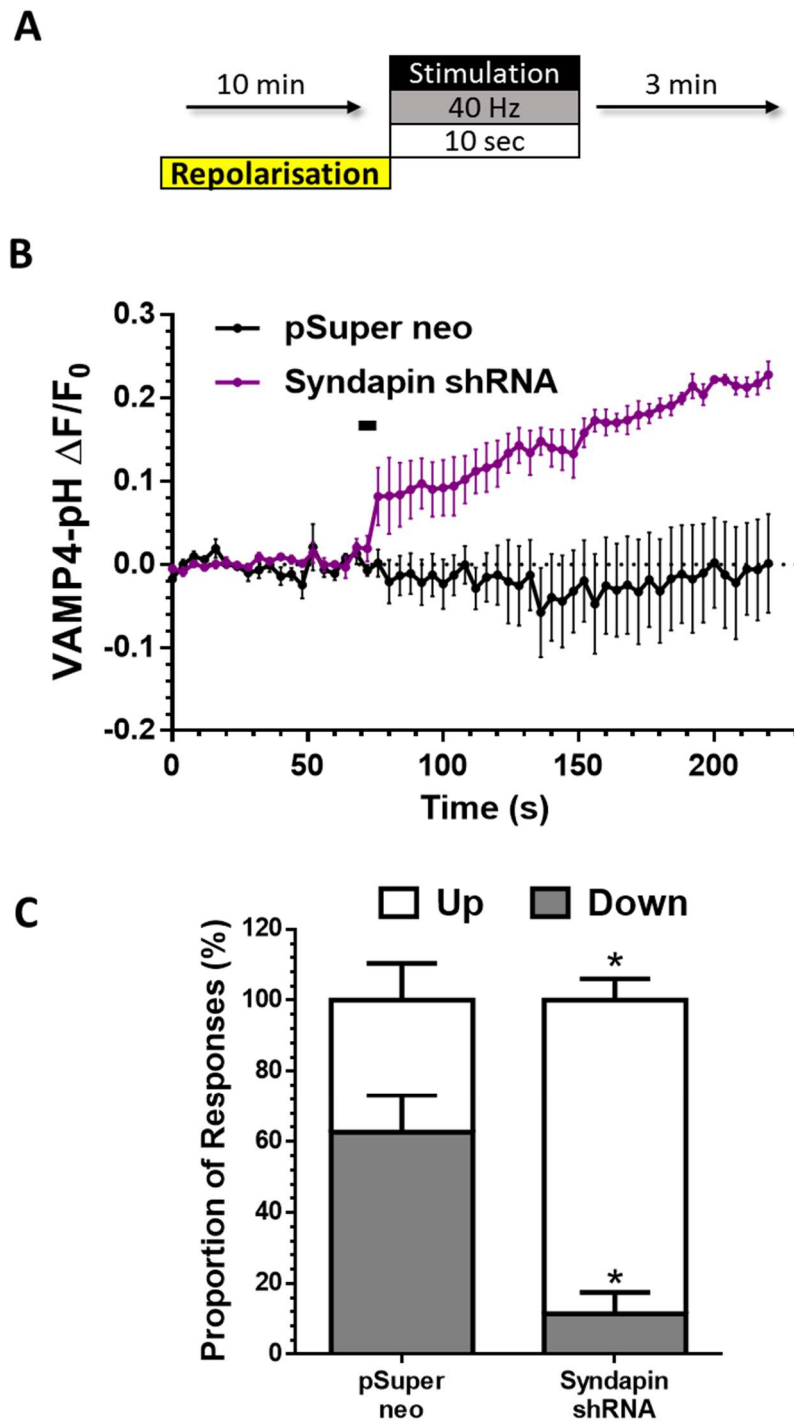 A
10 min
Stimulation
40 Hz
10 sec
3 min
Repolarisation
B
VAMP4-pH ΔF/F₀
0.3
0.2
0.1
0.0
-0.1
-0.2
pSuper neo
Syndapin shRNA
0 50 100 150 200
Time (s)
C
Up Down
Proportion of Responses (%)
120
100
80
60
40
20
0
*
*
pSuper
neo
Syndapin
shRNA